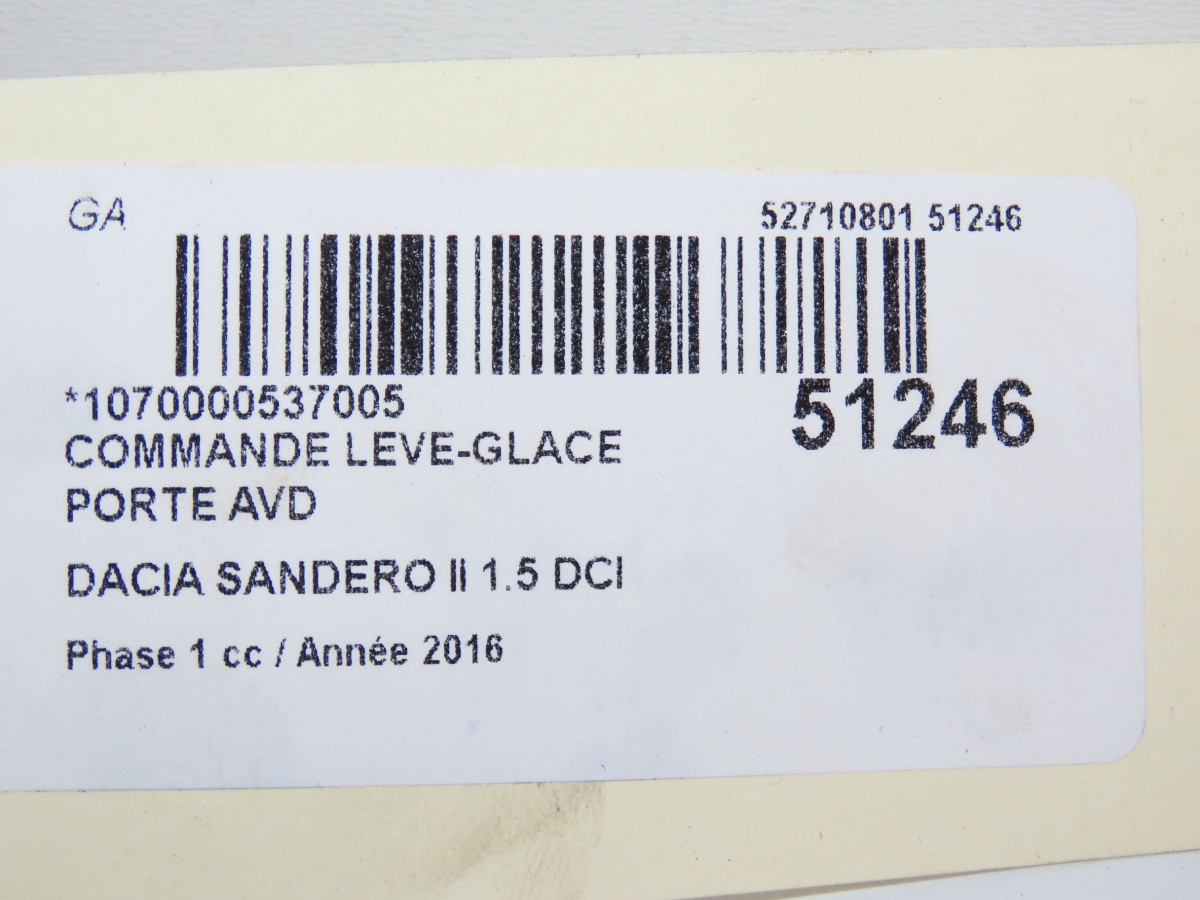 GA
52710801 51246
*1070000537005
51246
COMMANDE LEVE-GLACE
PORTE AVD
DACIA SANDERO II 1.5 DCI
Phase 1 cc / Année 2016